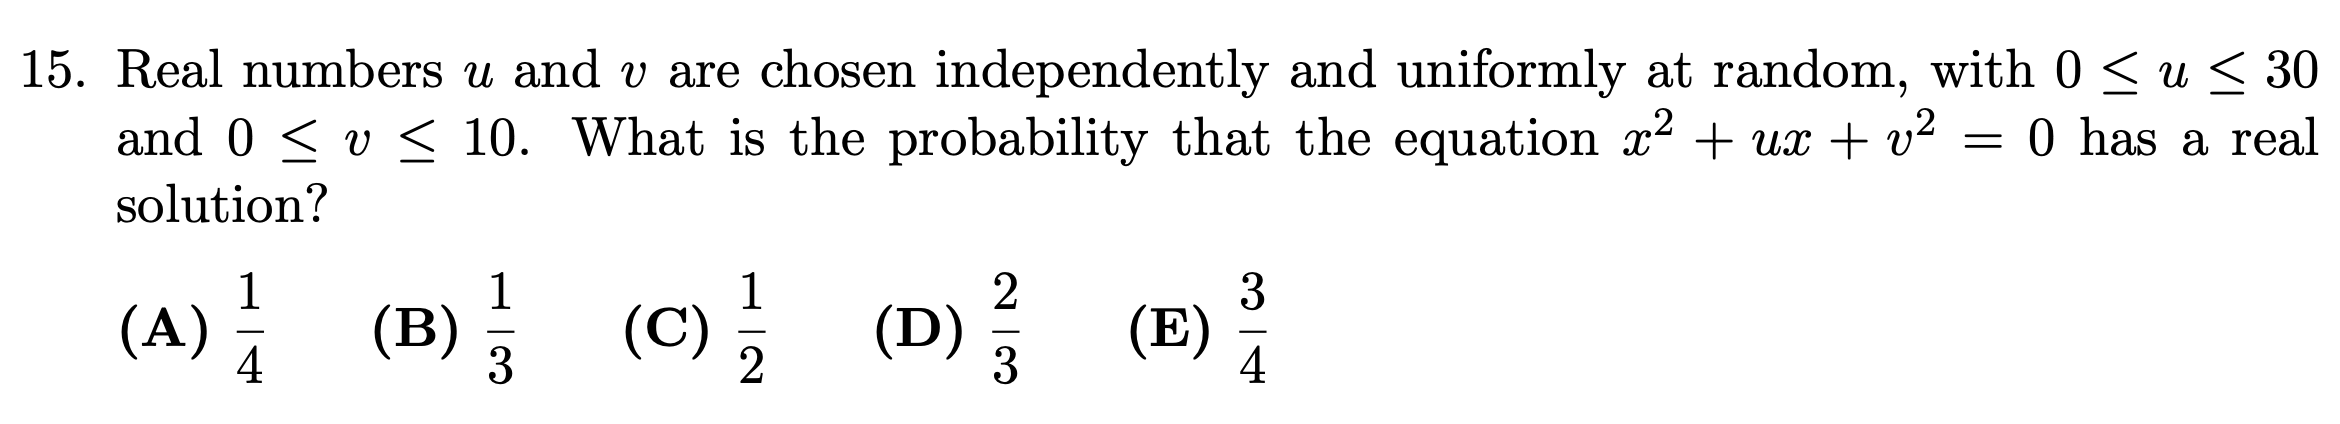 15. Real numbers u and v are chosen independently and uniformly at random, with 0 ≤ u ≤ 30
and 0 ≤ v ≤ 10. What is the probability that the equation x² + ux + v² = 0 has a real
solution?
(A) 1/4 (B) 1/3 (C) 1/2 (D) 2/3 (E) 3/4